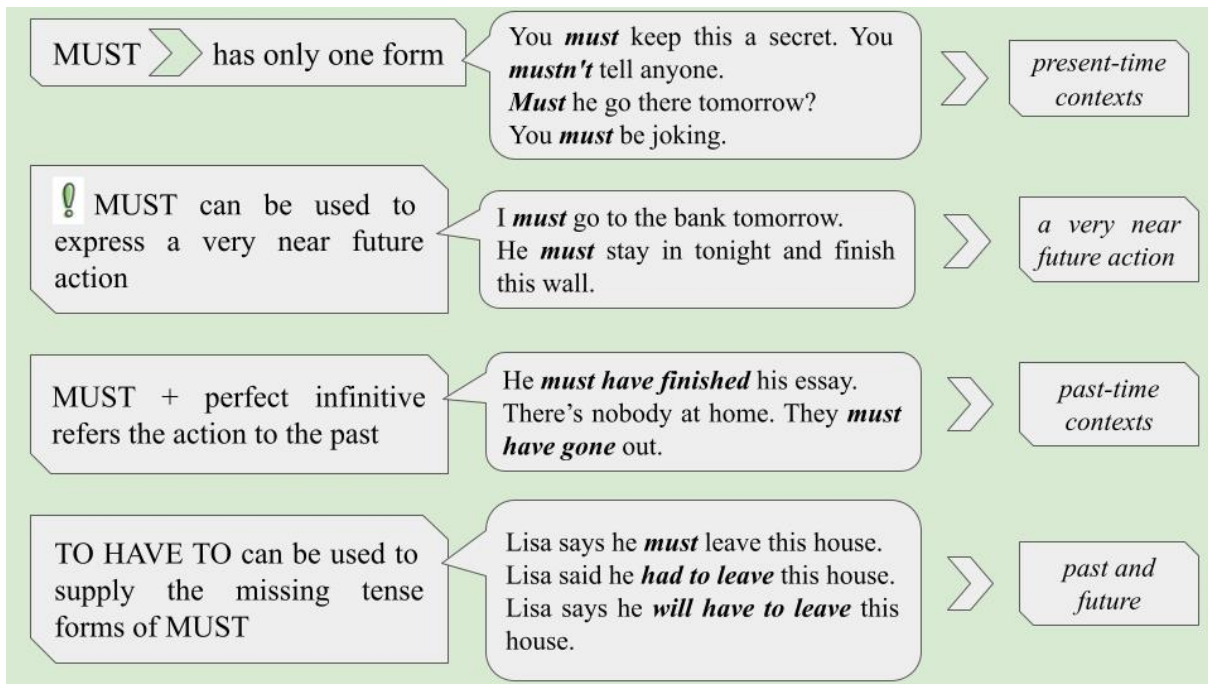 MUST has only one form
You must keep this a secret. You
mustn't tell anyone.
Must he go there tomorrow?
You must be joking.
present-time
contexts
MUST can be used to
express a very near future
action
I must go to the bank tomorrow.
He must stay in tonight and finish
this wall.
a very near
future action
MUST + perfect infinitive
refers the action to the past
He must have finished his essay.
There's nobody at home. They must
have gone out.
past-time
contexts
TO HAVE TO can be used to
supply the missing tense
forms of MUST
Lisa says he must leave this house.
Lisa said he had to leave this house.
Lisa says he will have to leave this
house.
past and
future